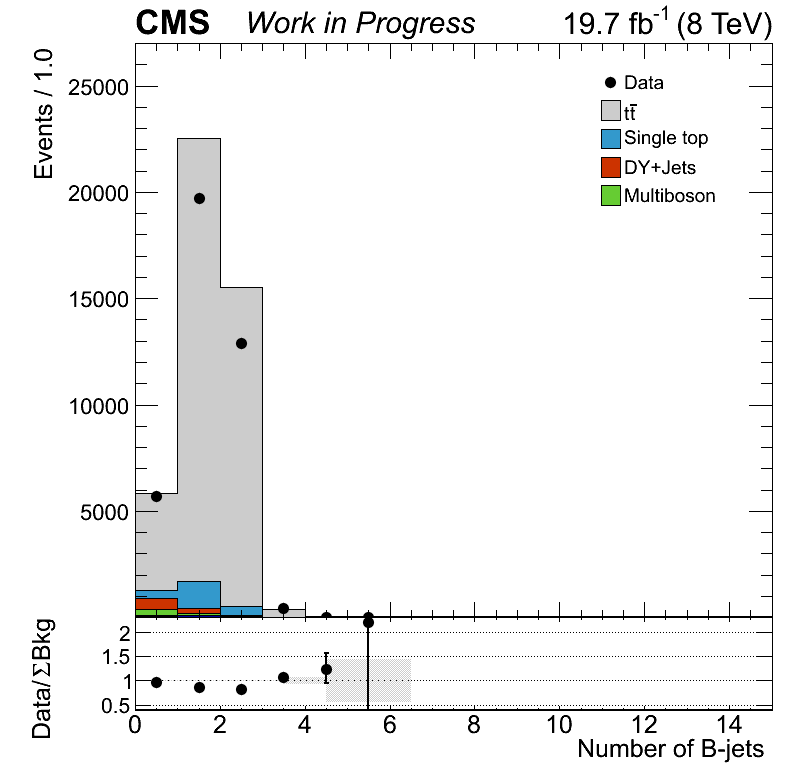 CMS Work in Progress 19.7 fb⁻¹ (8 TeV)
Events / 1.0
25000
20000
15000
10000
5000
Data
tt̄
Single top
DY+Jets
Multiboson
Data/ΣBkg
2
1.5
1
0.5
0 2 4 6 8 10 12 14
Number of B-jets